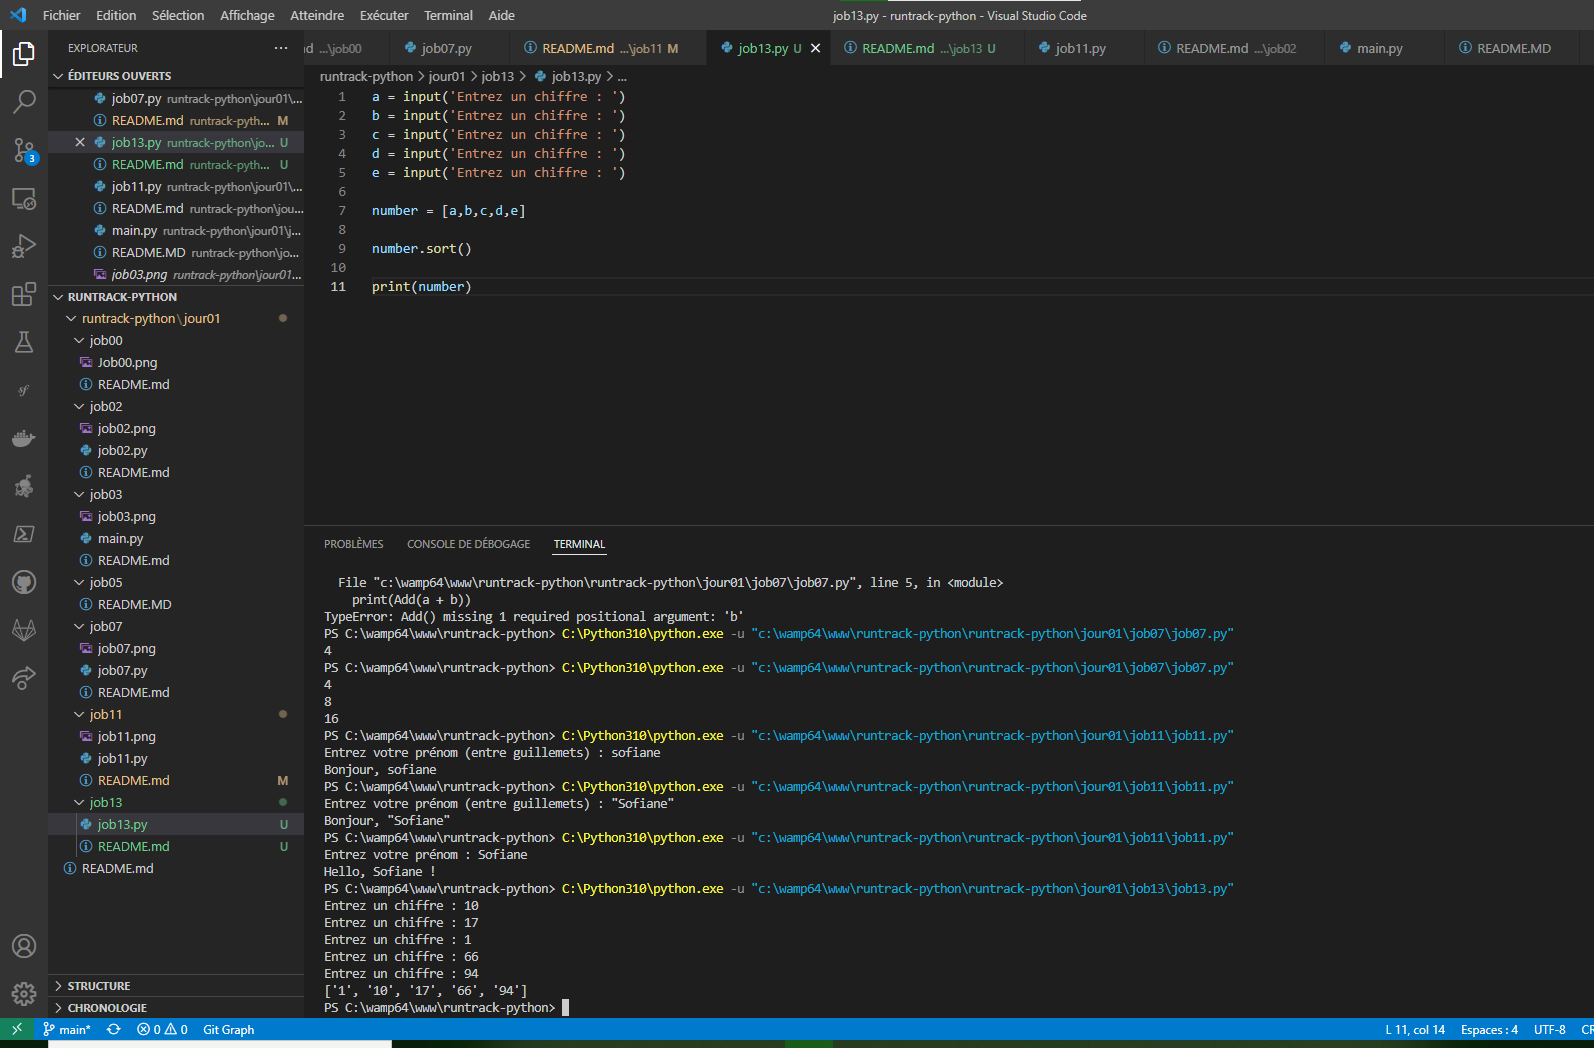 Fichier Edition Sélection Affichage Atteindre Exécuter Terminal Aide
job13.py - runtrack-python - Visual Studio Code
EXPLORATEUR ...
ÉDITEURS OUVERTS
job07.py runtrack-python\jour01\...
README.md runtrack-pyth... M
job13.py runtrack-python\jo... U
README.md runtrack-pyth... U
job11.py runtrack-python\jour01\...
README.md runtrack-python\jou...
main.py runtrack-python\jour01\j...
README.MD runtrack-python\jo...
job03.png runtrack-python\jour01...
RUNTRACK-PYTHON
runtrack-python\jour01
job00
Job00.png
README.md
job02
job02.png
job02.py
README.md
job03
job03.png
main.py
README.md
job05
README.MD
job07
job07.png
job07.py
README.md
job11
job11.png
job11.py
README.md M
job13
job13.py U
README.md U
README.md
STRUCTURE
CHRONOLOGIE
3
nd ...\job00 job07.py README.md ...\job11 M job13.py U README.md ...\job13 U job11.py README.md ...\job02 main.py README.MD
runtrack-python > jour01 > job13 > job13.py > ...
1 a = input('Entrez un chiffre : ')
2 b = input('Entrez un chiffre : ')
3 c = input('Entrez un chiffre : ')
4 d = input('Entrez un chiffre : ')
5 e = input('Entrez un chiffre : ')
6
7 number = [a,b,c,d,e]
8
9 number.sort()
10
11 print(number)
PROBLÈMES CONSOLE DE DÉBOGAGE TERMINAL
File "c:\wamp64\www\runtrack-python\runtrack-python\jour01\job07\job07.py", line 5, in <module>
print(Add(a + b))
TypeError: Add() missing 1 required positional argument: 'b'
PS C:\wamp64\www\runtrack-python> C:\Python310\python.exe -u "c:\wamp64\www\runtrack-python\runtrack-python\jour01\job07\job07.py"
4
PS C:\wamp64\www\runtrack-python> C:\Python310\python.exe -u "c:\wamp64\www\runtrack-python\runtrack-python\jour01\job07\job07.py"
4
8
16
PS C:\wamp64\www\runtrack-python> C:\Python310\python.exe -u "c:\wamp64\www\runtrack-python\runtrack-python\jour01\job11\job11.py"
Entrez votre prénom (entre guillemets) : sofiane
Bonjour, sofiane
PS C:\wamp64\www\runtrack-python> C:\Python310\python.exe -u "c:\wamp64\www\runtrack-python\runtrack-python\jour01\job11\job11.py"
Entrez votre prénom (entre guillemets) : "Sofiane"
Bonjour, "Sofiane"
PS C:\wamp64\www\runtrack-python> C:\Python310\python.exe -u "c:\wamp64\www\runtrack-python\runtrack-python\jour01\job11\job11.py"
Entrez votre prénom : Sofiane
Hello, Sofiane !
PS C:\wamp64\www\runtrack-python> C:\Python310\python.exe -u "c:\wamp64\www\runtrack-python\runtrack-python\jour01\job13\job13.py"
Entrez un chiffre : 10
Entrez un chiffre : 17
Entrez un chiffre : 1
Entrez un chiffre : 66
Entrez un chiffre : 94
['1', '10', '17', '66', '94']
PS C:\wamp64\www\runtrack-python>
main* 0 0 Git Graph L 11, col 14 Espaces : 4 UTF-8 CR